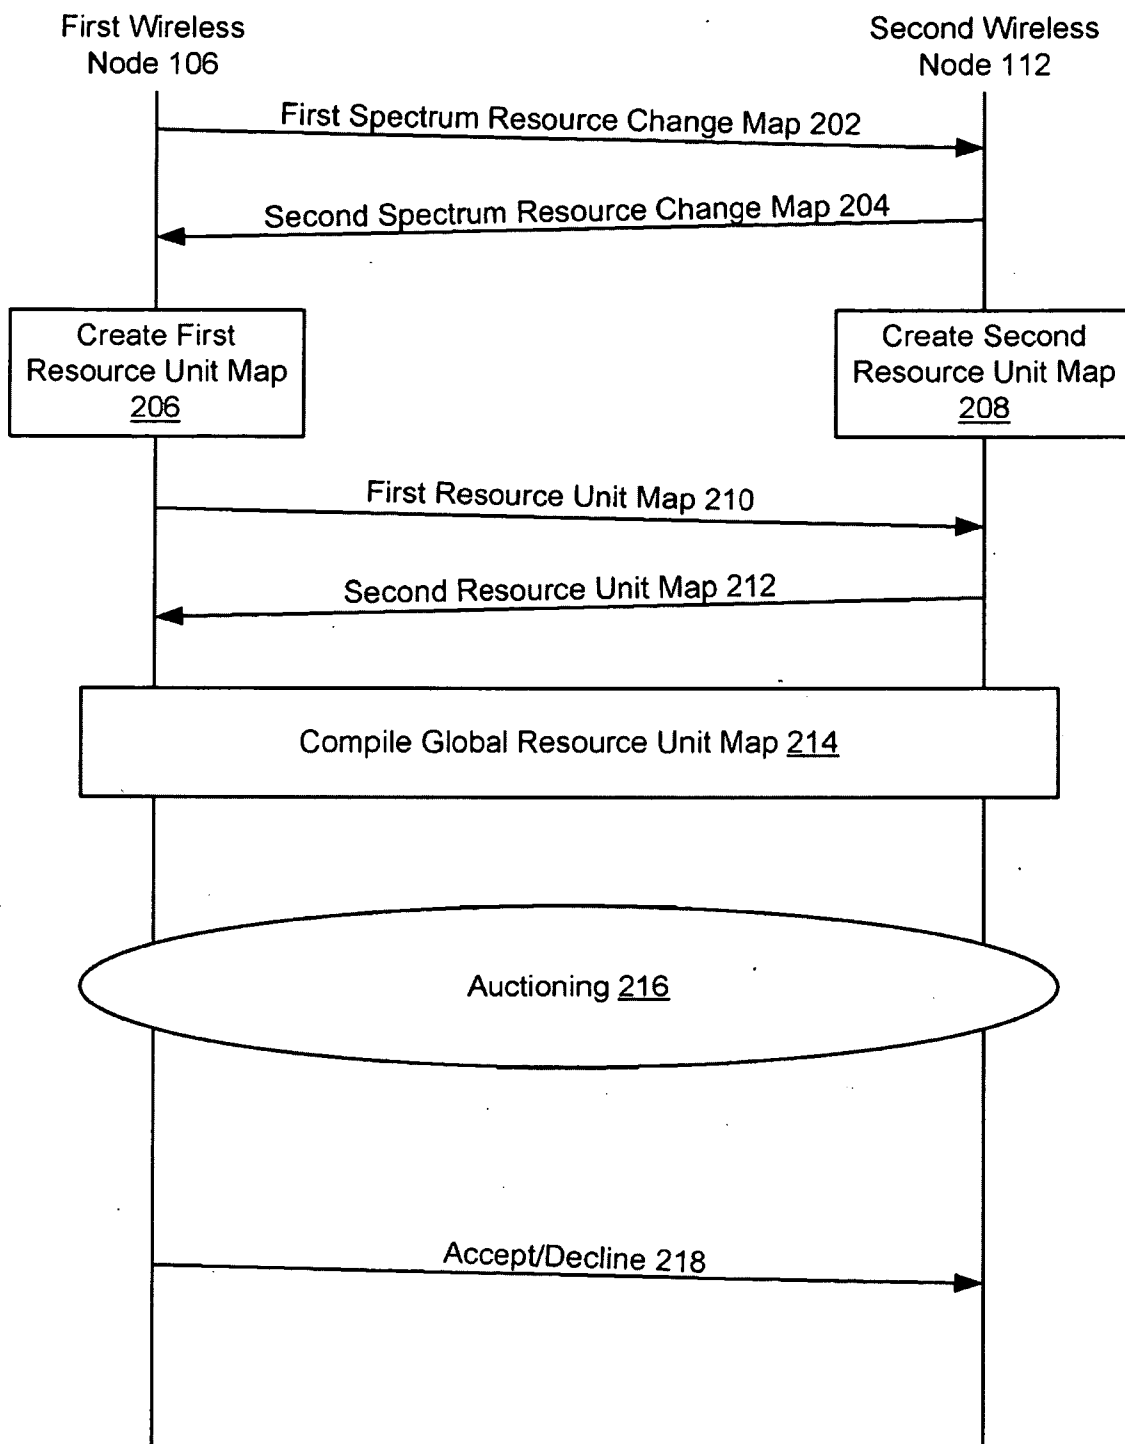 First Wireless
Node 106
Second Wireless
Node 112
First Spectrum Resource Change Map 202
Second Spectrum Resource Change Map 204
Create First
Resource Unit Map
206
Create Second
Resource Unit Map
208
First Resource Unit Map 210
Second Resource Unit Map 212
Compile Global Resource Unit Map 214
Auctioning 216
Accept/Decline 218